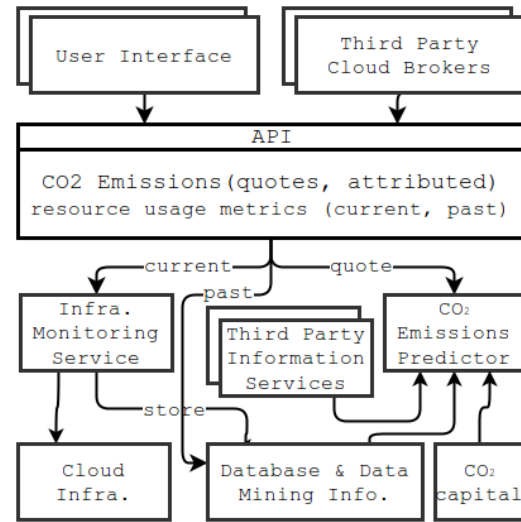 User Interface
Third Party
Cloud Brokers
API
CO2 Emissions(quotes, attributed)
resource usage metrics (current, past)
current
quote
past
Infra.
Monitoring
Service
Third Party
Information
Services
CO₂
Emissions
Predictor
store
Cloud
Infra.
Database & Data
Mining Info.
CO₂
capital